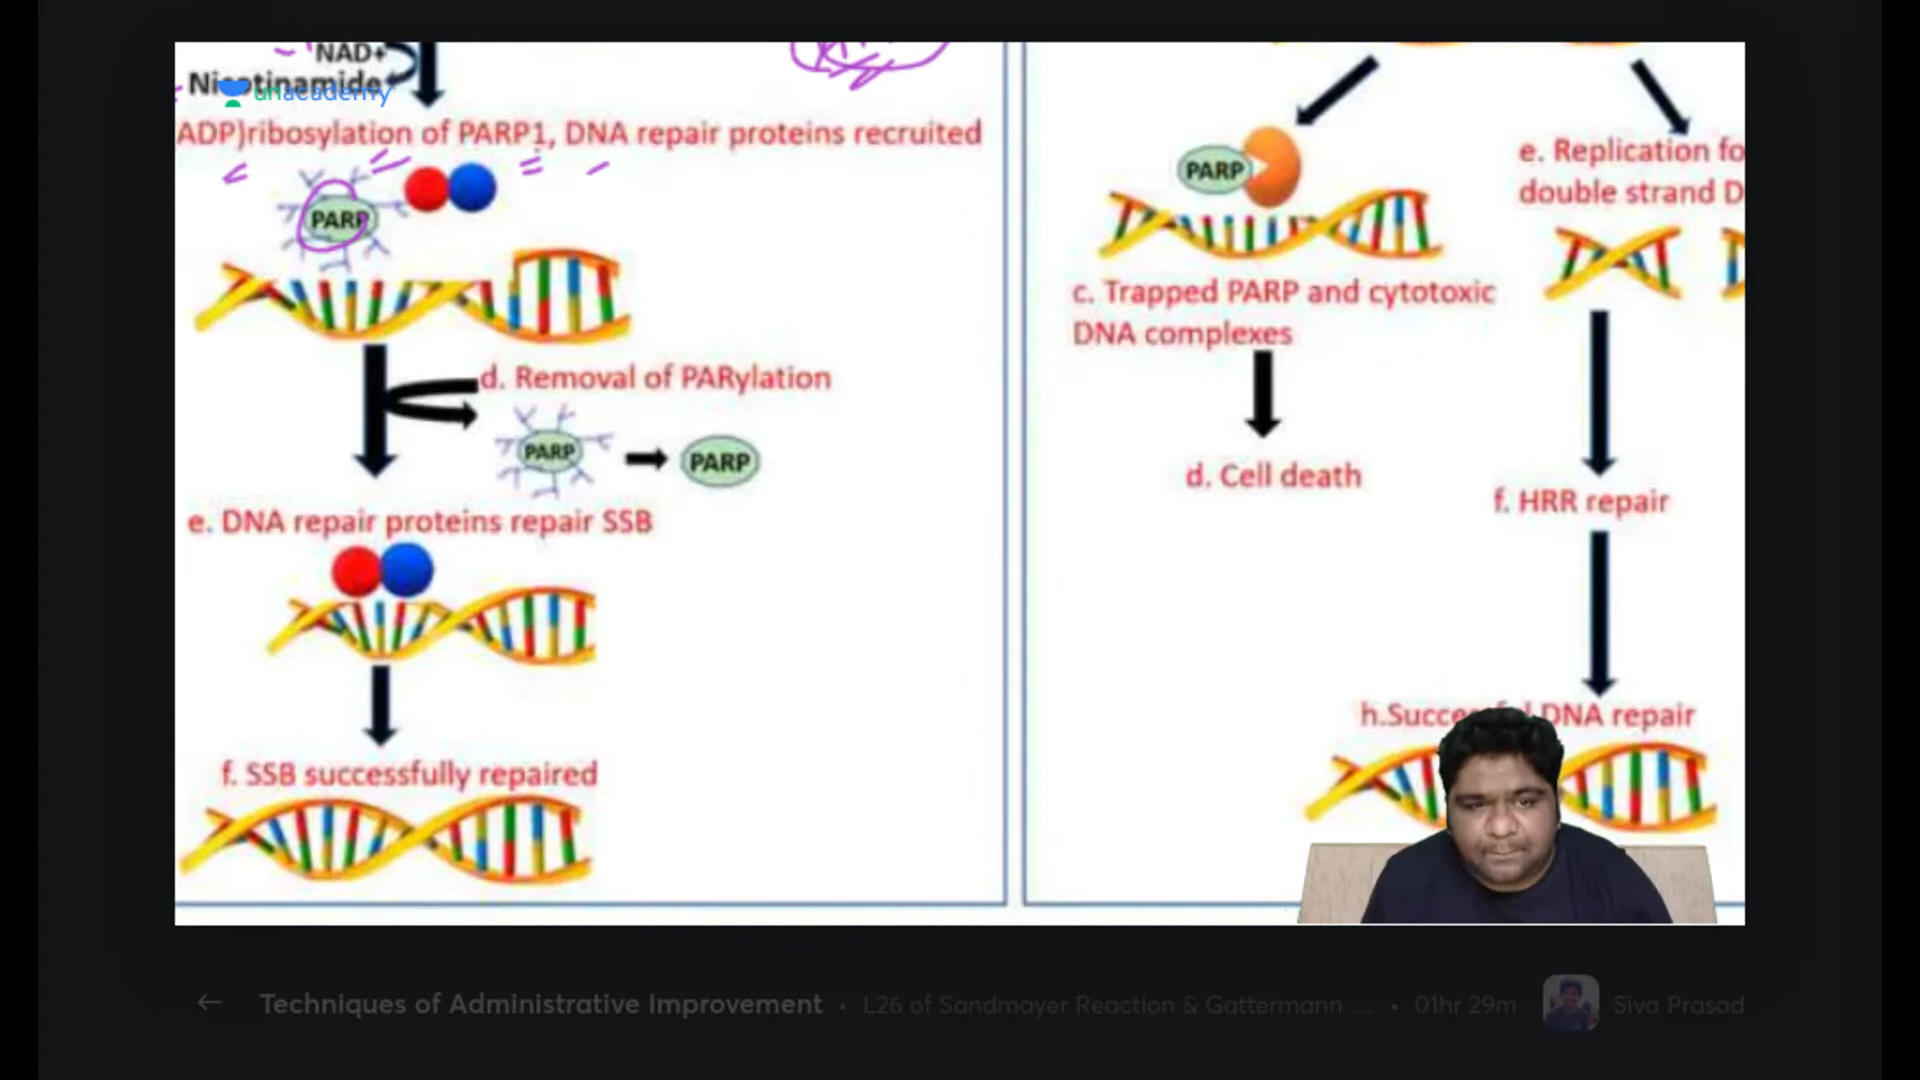 NAD+
Nicotinamide
unacademy
ADP)ribosylation of PARP1, DNA repair proteins recruited
PARP
d. Removal of PARylation
PARP
PARP
e. DNA repair proteins repair SSB
f. SSB successfully repaired
PARP
c. Trapped PARP and cytotoxic
DNA complexes
d. Cell death
e. Replication fo
double strand D
f. HRR repair
h.Succe DNA repair
Techniques of Administrative Improvement • L26 of Sandmayer Reaction & Gattermann ... • 01hr 29m Siva Prasad